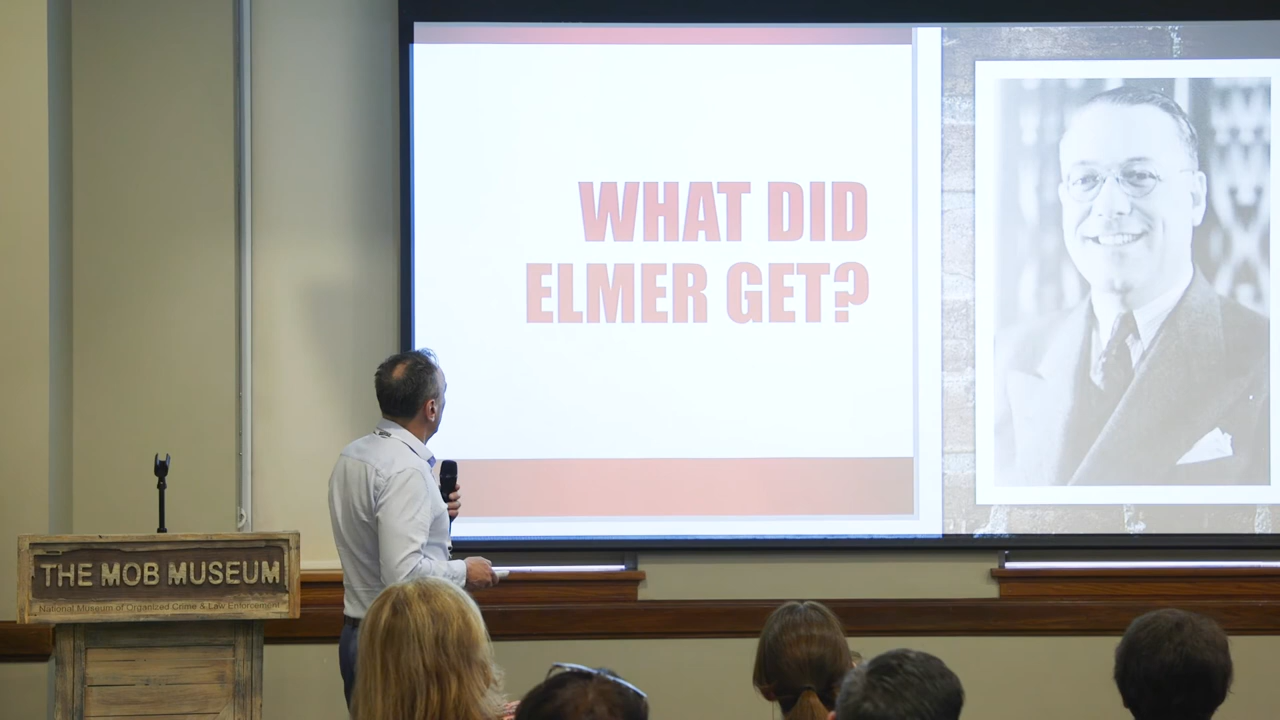 WHAT DID
ELMER GET?
THE MOB MUSEUM
National Museum of Organized Crime & Law Enforcement